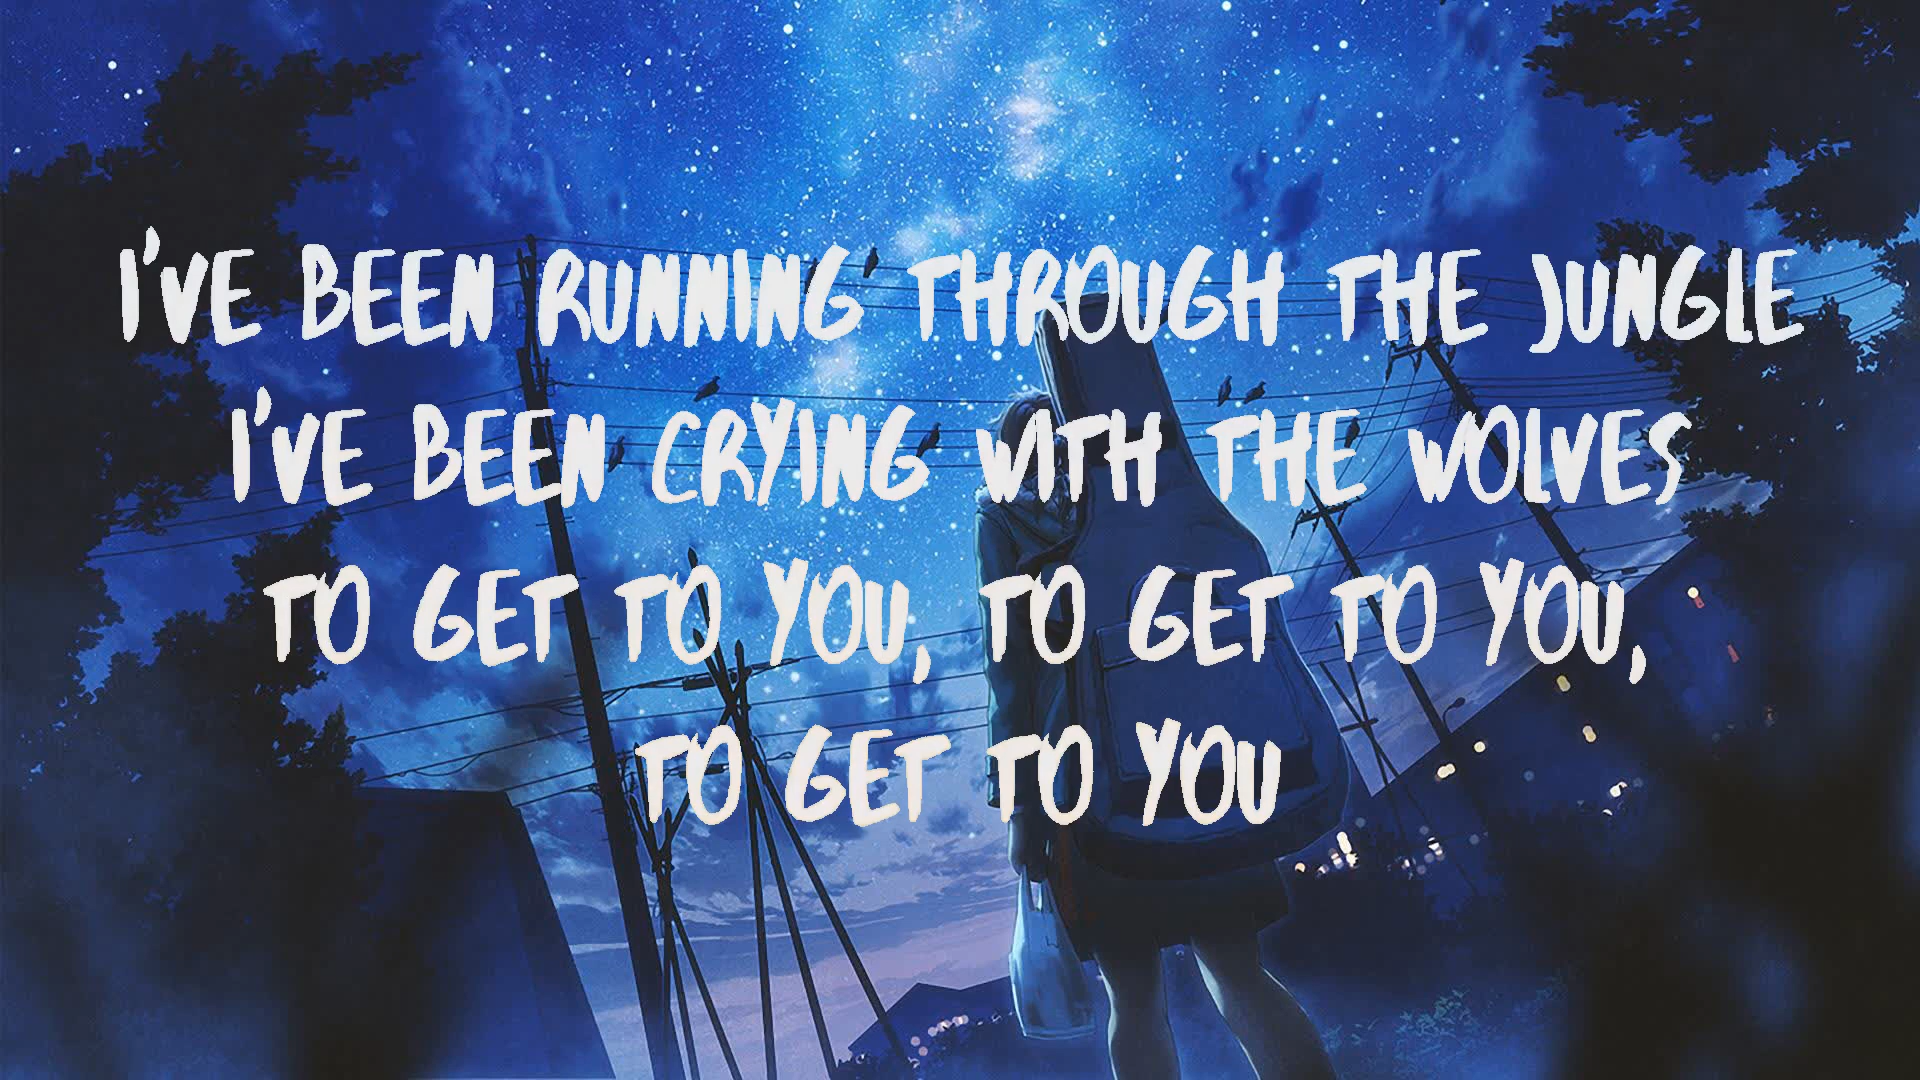 I'VE BEEN RUNNING THROUGH THE JUNGLE
I'VE BEEN CRYING WITH THE WOLVES
TO GET TO YOU, TO GET TO YOU,
TO GET TO YOU